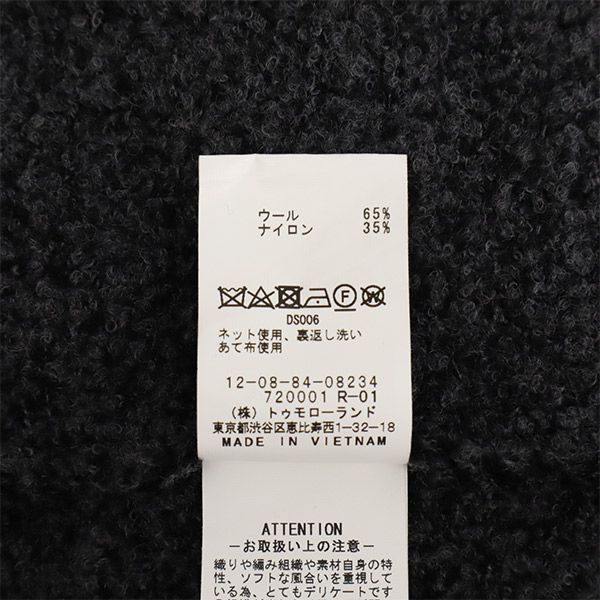 ウール 65%
ナイロン 35%
F W
DS006
ネット使用、裏返し洗い
あて布使用
12-08-84-08234
720001 R-01
(株) トゥモローランド
東京都渋谷区恵比寿西1-32-18
MADE IN VIETNAM
ATTENTION
－お取扱い上の注意－
織りや編み組織や素材自身の特
性、ソフトな風合いを重視して
いる為、とてもデリケートです